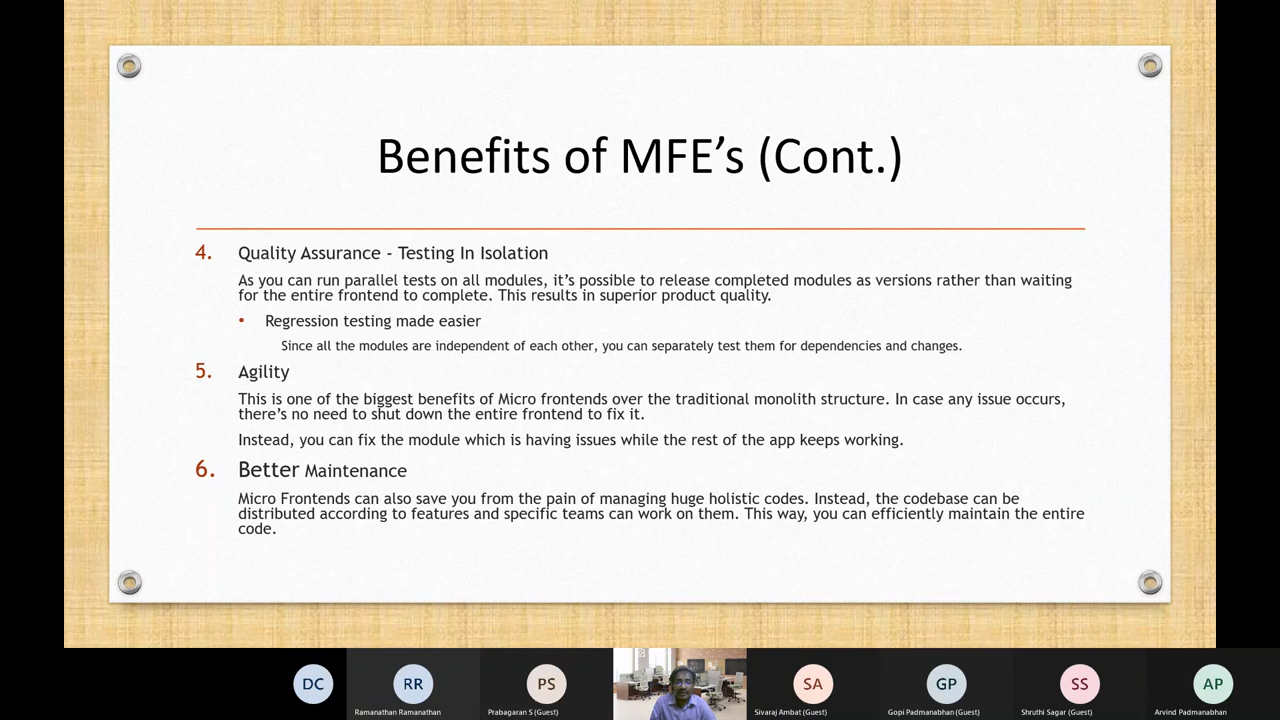 Benefits of MFE’s (Cont.)
4. Quality Assurance - Testing In Isolation
As you can run parallel tests on all modules, it’s possible to release completed modules as versions rather than waiting
for the entire frontend to complete. This results in superior product quality.
• Regression testing made easier
Since all the modules are independent of each other, you can separately test them for dependencies and changes.
5. Agility
This is one of the biggest benefits of Micro frontends over the traditional monolith structure. In case any issue occurs,
there’s no need to shut down the entire frontend to fix it.
Instead, you can fix the module which is having issues while the rest of the app keeps working.
6. Better Maintenance
Micro Frontends can also save you from the pain of managing huge holistic codes. Instead, the codebase can be
distributed according to features and specific teams can work on them. This way, you can efficiently maintain the entire
code.
DC RR PS SA GP SS AP
Ramanathan Ramanathan Prabagaran S (Guest) Sivaraj Ambat (Guest) Gopi Padmanabhan (Guest) Shruthi Sagar (Guest) Arvind Padmanabhan